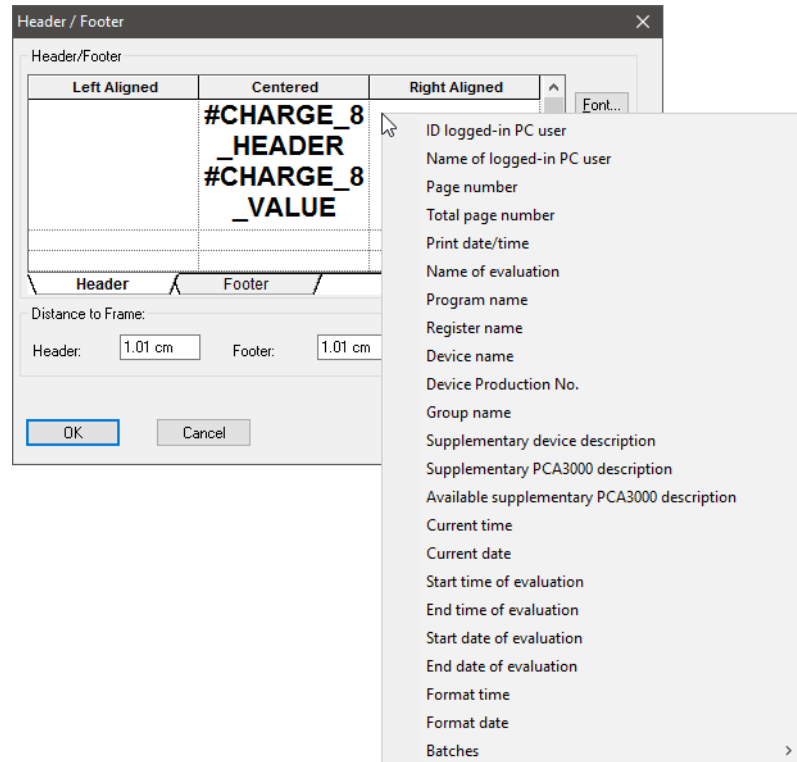 Header / Footer
Header/Footer
Left Aligned Centered Right Aligned
Font...
#CHARGE_8
_HEADER
#CHARGE_8
_VALUE
Header Footer
Distance to Frame:
Header: 1.01 cm Footer: 1.01 cm
OK Cancel
ID logged-in PC user
Name of logged-in PC user
Page number
Total page number
Print date/time
Name of evaluation
Program name
Register name
Device name
Device Production No.
Group name
Supplementary device description
Supplementary PCA3000 description
Available supplementary PCA3000 description
Current time
Current date
Start time of evaluation
End time of evaluation
Start date of evaluation
End date of evaluation
Format time
Format date
Batches